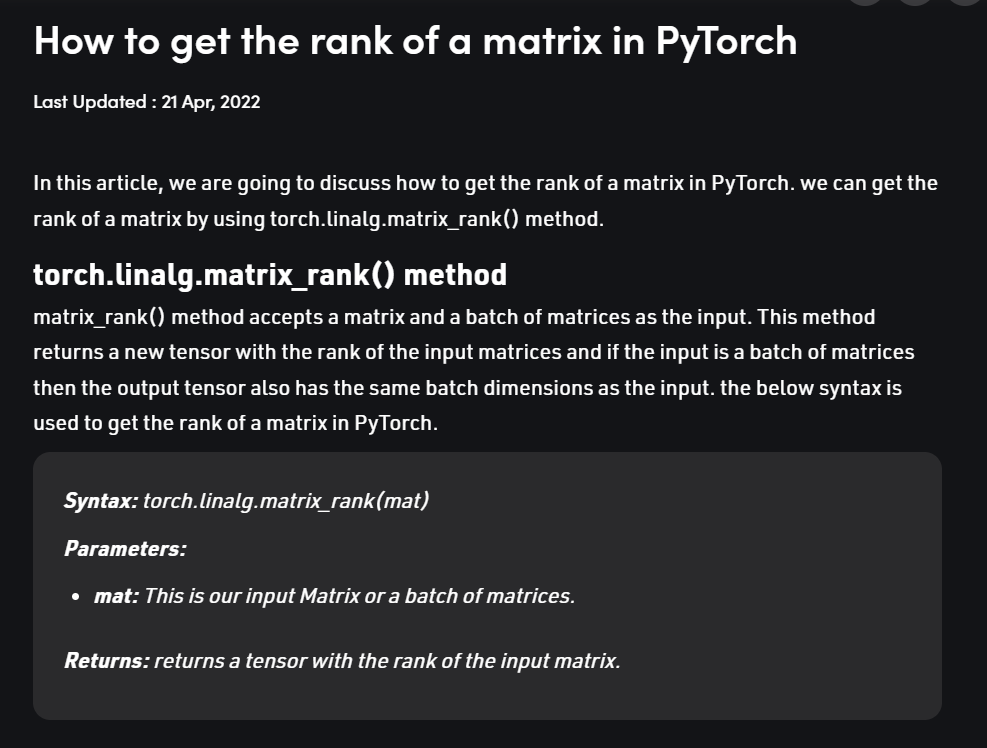 How to get the rank of a matrix in PyTorch
Last Updated : 21 Apr, 2022
In this article, we are going to discuss how to get the rank of a matrix in PyTorch. we can get the
rank of a matrix by using torch.linalg.matrix_rank() method.
torch.linalg.matrix_rank() method
matrix_rank() method accepts a matrix and a batch of matrices as the input. This method
returns a new tensor with the rank of the input matrices and if the input is a batch of matrices
then the output tensor also has the same batch dimensions as the input. the below syntax is
used to get the rank of a matrix in PyTorch.
Syntax: torch.linalg.matrix_rank(mat)
Parameters:
• mat: This is our input Matrix or a batch of matrices.
Returns: returns a tensor with the rank of the input matrix.